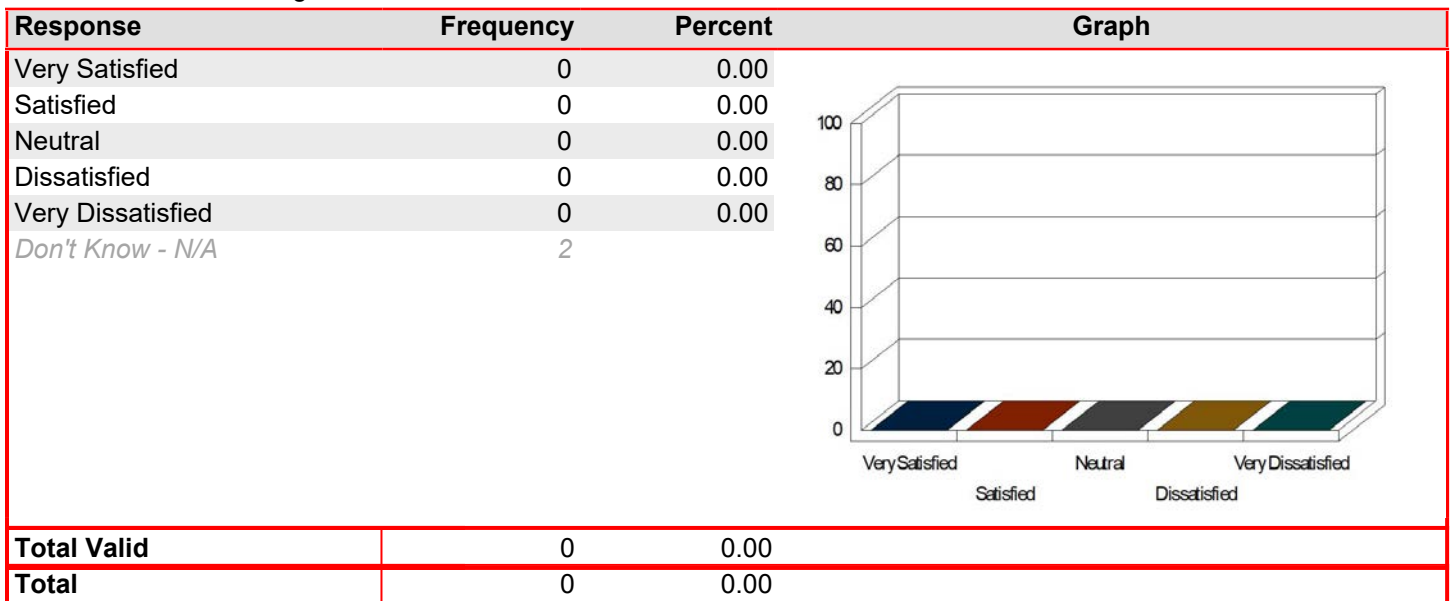 Response Frequency Percent Graph
Very Satisfied 0 0.00
Satisfied 0 0.00
Neutral 0 0.00
Dissatisfied 0 0.00
Very Dissatisfied 0 0.00
Don't Know - N/A 2
100
80
60
40
20
0
Very Satisfied Neutral Very Dissatisfied
Satisfied Dissatisfied
Total Valid 0 0.00
Total 0 0.00